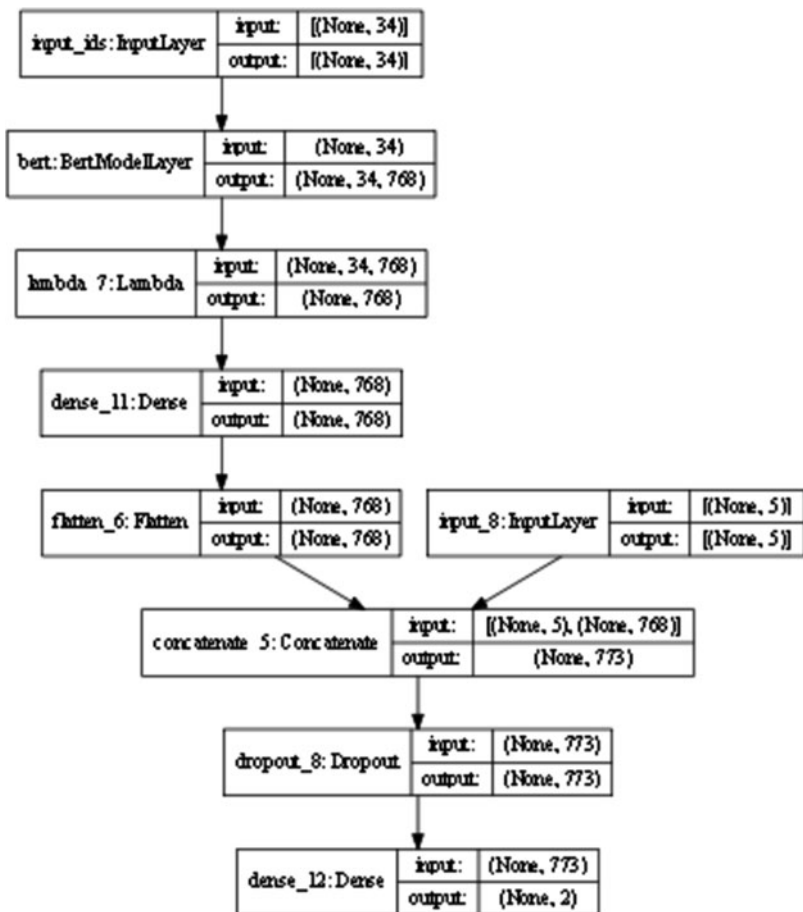 input_ids: InputLayer
input: [(None, 34)]
output: [(None, 34)]
bert: BertModelLayer
input: (None, 34)
output: (None, 34, 768)
lambda_7: Lambda
input: (None, 34, 768)
output: (None, 768)
dense_11: Dense
input: (None, 768)
output: (None, 768)
flatten_6: Flatten
input: (None, 768)
output: (None, 768)
input_8: InputLayer
input: [(None, 5)]
output: [(None, 5)]
concatenate_5: Concatenate
input: [(None, 5), (None, 768)]
output: (None, 773)
dropout_8: Dropout
input: (None, 773)
output: (None, 773)
dense_12: Dense
input: (None, 773)
output: (None, 2)